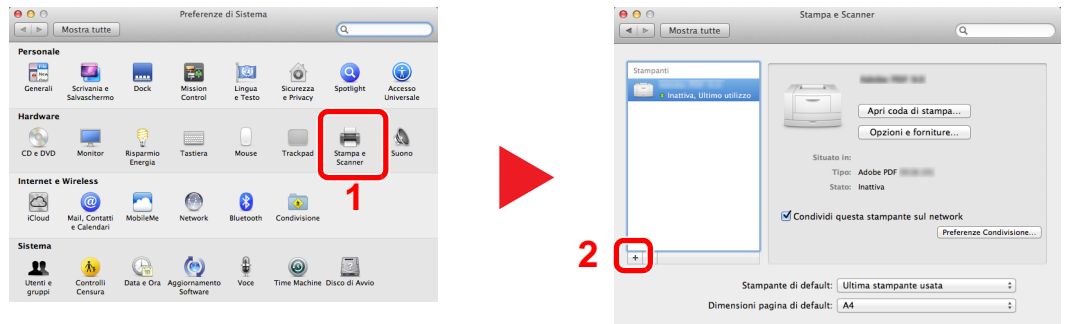 Preferenze di Sistema
Mostra tutte
Personale
Generali
Scrivania e
Salvaschermo
Dock
Mission
Control
Lingua
e Testo
Sicurezza
e Privacy
Spotlight
Accesso
Universale
Hardware
CD e DVD
Monitor
Risparmio
Energia
Tastiera
Mouse
Trackpad
Stampa e
Scanner
Suono
1
Internet e Wireless
iCloud
Mail, Contatti
e Calendari
MobileMe
Network
Bluetooth
Condivisione
Sistema
Utenti e
gruppi
Controlli
Censura
Data e Ora
Aggiornamento
Software
Voce
Time Machine
Disco di Avvio
Stampa e Scanner
Mostra tutte
Stampanti
Inattiva, Ultimo utilizzo
Apri coda di stampa...
Opzioni e forniture...
Situato in:
Tipo: Adobe PDF
Stato: Inattiva
Condividi questa stampante sul network
Preferenze Condivisione...
2
+
Stampante di default: Ultima stampante usata
Dimensioni pagina di default: A4